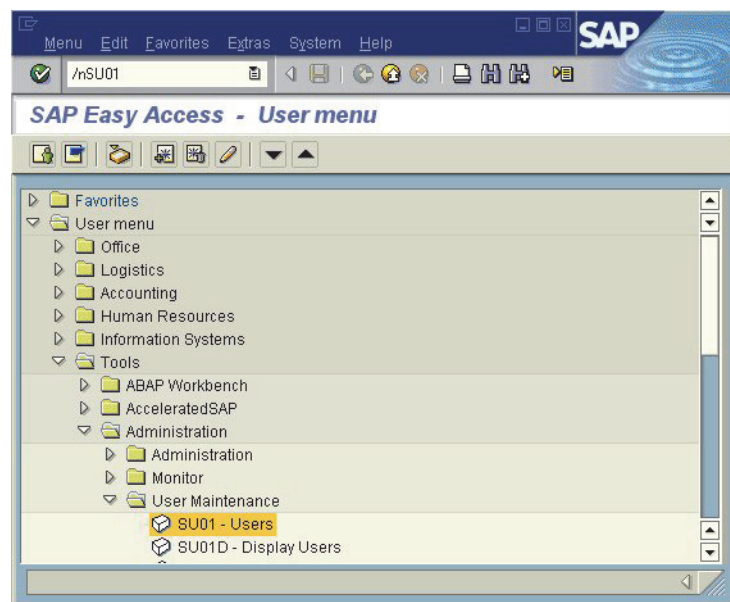 Menu Edit Favorites Extras System Help
SAP
/nSU01
SAP Easy Access - User menu
Favorites
User menu
Office
Logistics
Accounting
Human Resources
Information Systems
Tools
ABAP Workbench
AcceleratedSAP
Administration
Administration
Monitor
User Maintenance
SU01 - Users
SU01D - Display Users